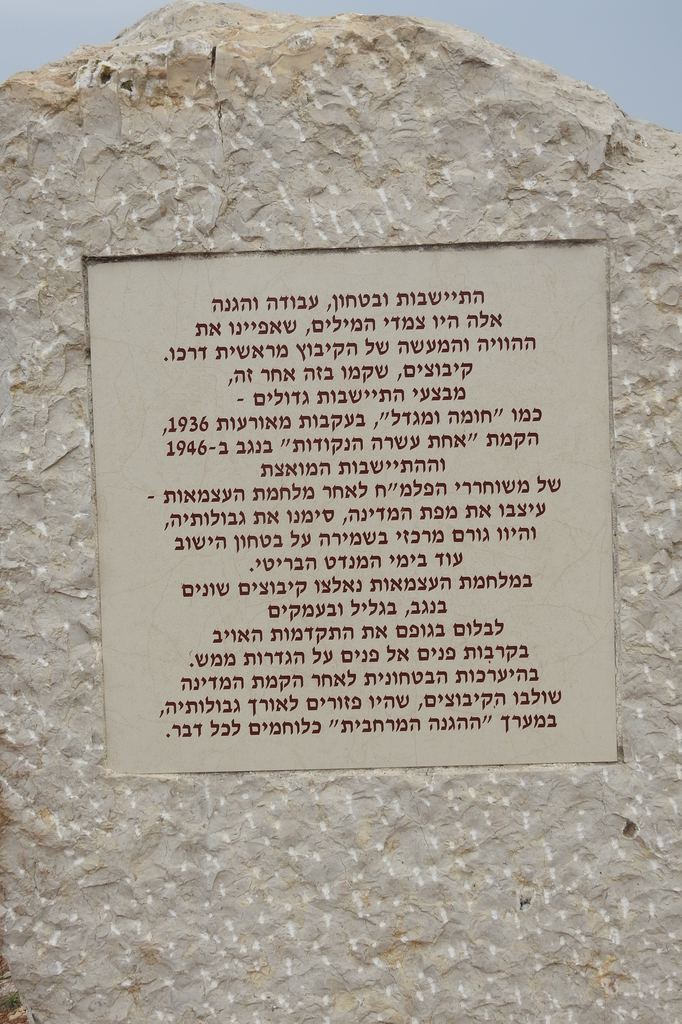 התיישבות ובטחון, עבודה והגנה
אלה היו צמדי המילים, שאפיינו את
ההוויה והמעשה של הקיבוץ מראשית דרכו.
קיבוצים, שקמו בזה אחר זה,
מבצעי התיישבות גדולים -
כמו "חומה ומגדל", בעקבות מאורעות 1936,
הקמת "אחת עשרה הנקודות" בנגב ב-1946
וההתיישבות המואצת
של משוחררי הפלמ"ח לאחר מלחמת העצמאות -
עיצבו את מפת המדינה, סימנו את גבולותיה,
והיוו גורם מרכזי בשמירה על בטחון הישוב
עוד בימי המנדט הבריטי.
במלחמת העצמאות נאלצו קיבוצים שונים
בנגב, בגליל ובעמקים
לבלום בגופם את התקדמות האויב
בקרבות פנים אל פנים על הגדרות ממש.
בהיערכות הבטחונית לאחר הקמת המדינה
שולבו הקיבוצים, שהיו פזורים לאורך גבולותיה,
במערך "ההגנה המרחבית" כלוחמים לכל דבר.